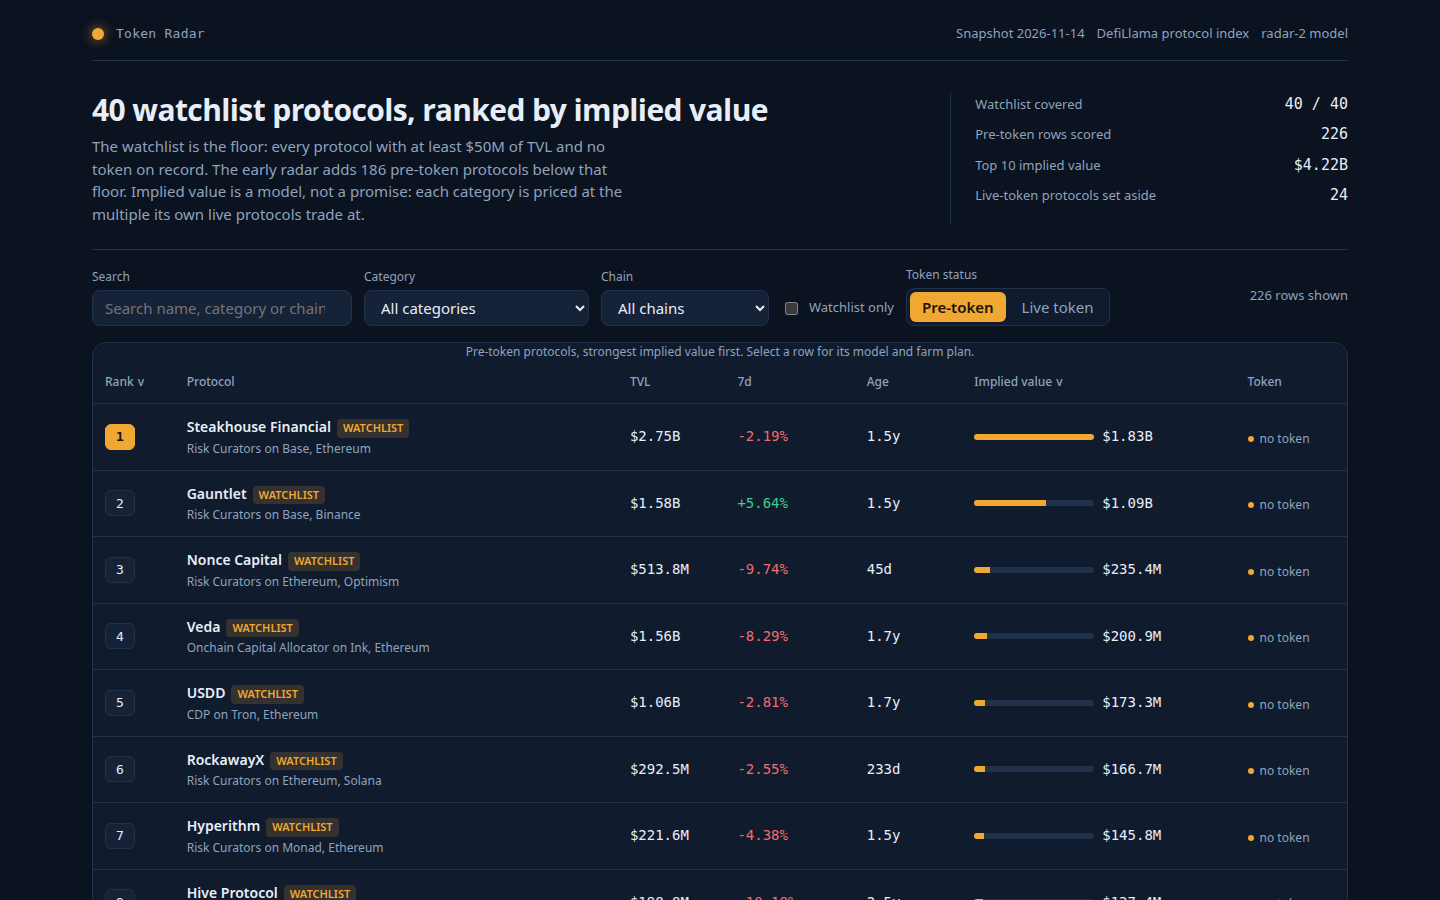 Token Radar
Snapshot 2026-11-14 DefiLlama protocol index radar-2 model
40 watchlist protocols, ranked by implied value
The watchlist is the floor: every protocol with at least $50M of TVL and no
token on record. The early radar adds 186 pre-token protocols below that
floor. Implied value is a model, not a promise: each category is priced at the
multiple its own live protocols trade at.
Watchlist covered 40 / 40
Pre-token rows scored 226
Top 10 implied value $4.22B
Live-token protocols set aside 24
Search Category Chain Token status
Search name, category or chain All categories All chains Watchlist only Pre-token Live token 226 rows shown
Pre-token protocols, strongest implied value first. Select a row for its model and farm plan.
Rank v Protocol TVL 7d Age Implied value v Token
1 Steakhouse Financial WATCHLIST $2.75B -2.19% 1.5y $1.83B no token
Risk Curators on Base, Ethereum
2 Gauntlet WATCHLIST $1.58B +5.64% 1.5y $1.09B no token
Risk Curators on Base, Binance
3 Nonce Capital WATCHLIST $513.8M -9.74% 45d $235.4M no token
Risk Curators on Ethereum, Optimism
4 Veda WATCHLIST $1.56B -8.29% 1.7y $200.9M no token
Onchain Capital Allocator on Ink, Ethereum
5 USDD WATCHLIST $1.06B -2.81% 1.7y $173.3M no token
CDP on Tron, Ethereum
6 RockawayX WATCHLIST $292.5M -2.55% 233d $166.7M no token
Risk Curators on Ethereum, Solana
7 Hyperithm WATCHLIST $221.6M -4.38% 1.5y $145.8M no token
Risk Curators on Monad, Ethereum
Hive Protocol WATCHLIST